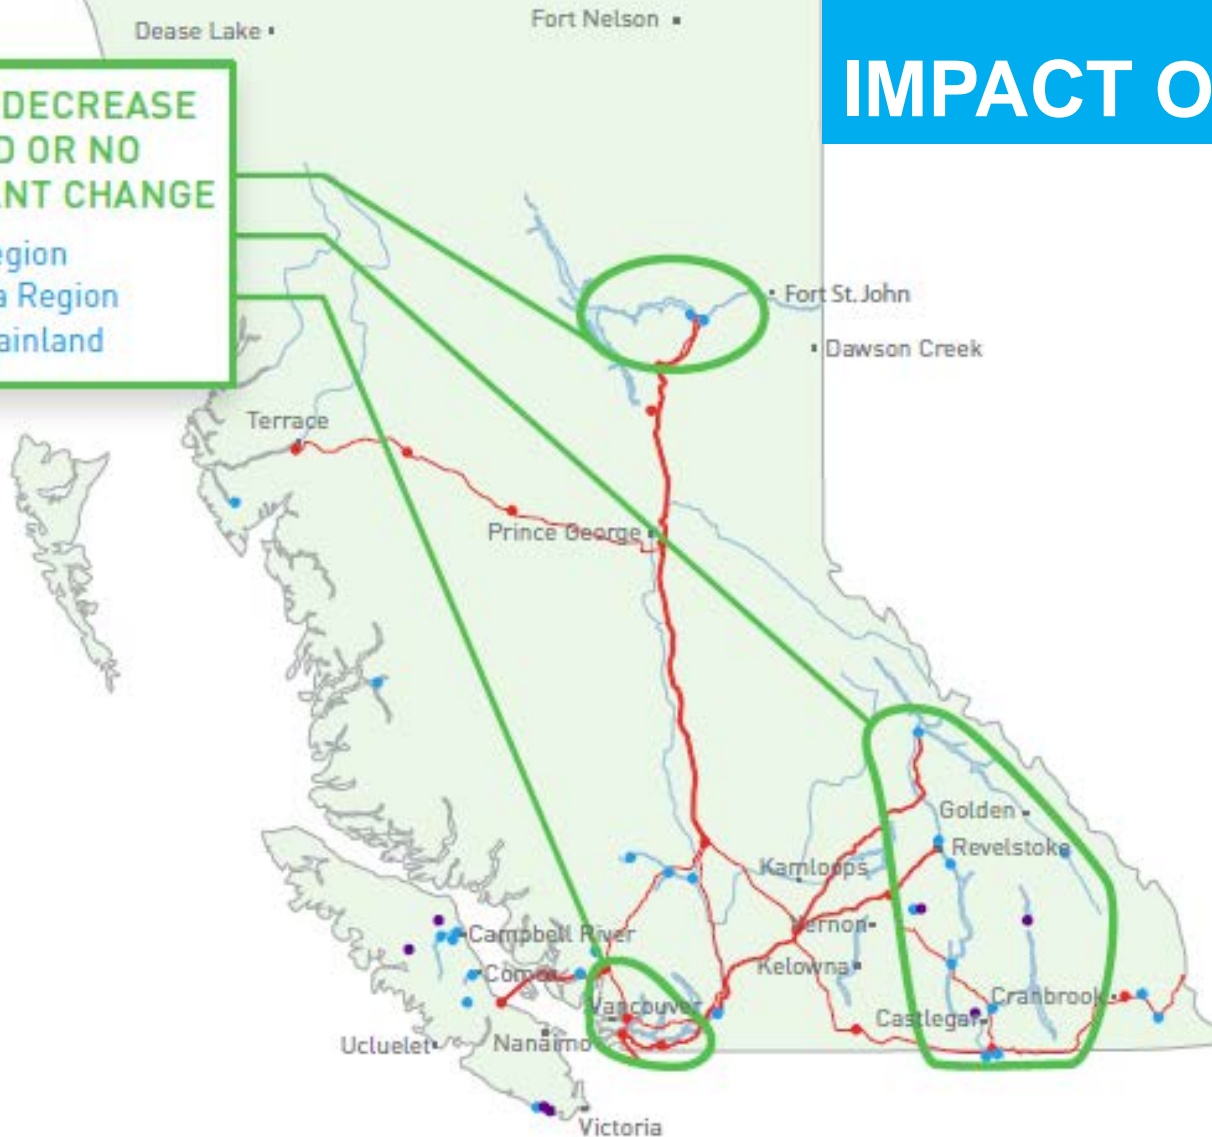 Dease Lake
Fort Nelson
IMPACT O
DECREASE
D OR NO
ANT CHANGE
egion
a Region
ainland
Fort St. John
Dawson Creek
Terrace
Prince George
Golden
Revelstoke
Kamloops
Vernon
Campbell River
Kelowna
Comox
Cranbrook
Vancouver
Castlegar
Ucluelet
Nanaimo
Victoria